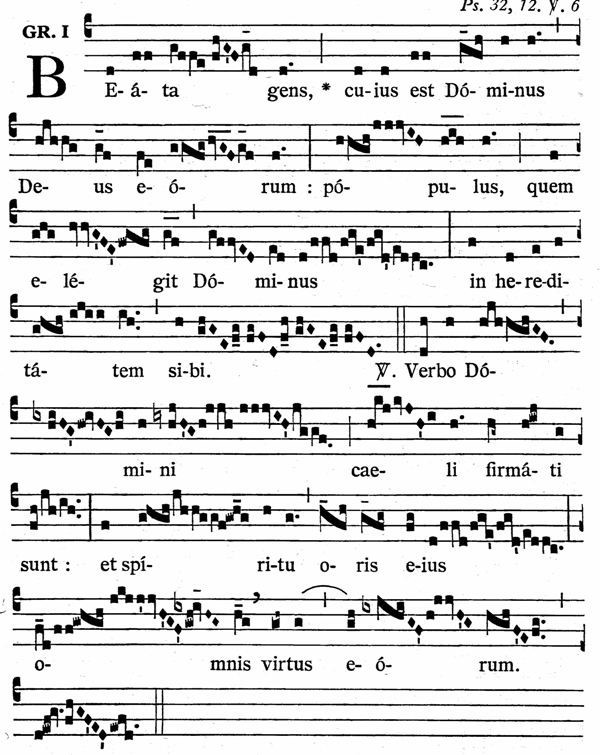 Ps. 32, 12. ℣. 6
GR. I
BE- á- ta gens, * cu-ius est Dó- mi-nus
De- us e-ó- rum : pó- pu- lus, quem
e- lé- git Dó- mi-nus in he-re-di-
tá- tem si-bi. ℣. Verbo Dó-
mi- ni cae- li firmá- ti
sunt : et spí- ri-tu o- ris e-ius
o- mnis virtus e- ó- rum.